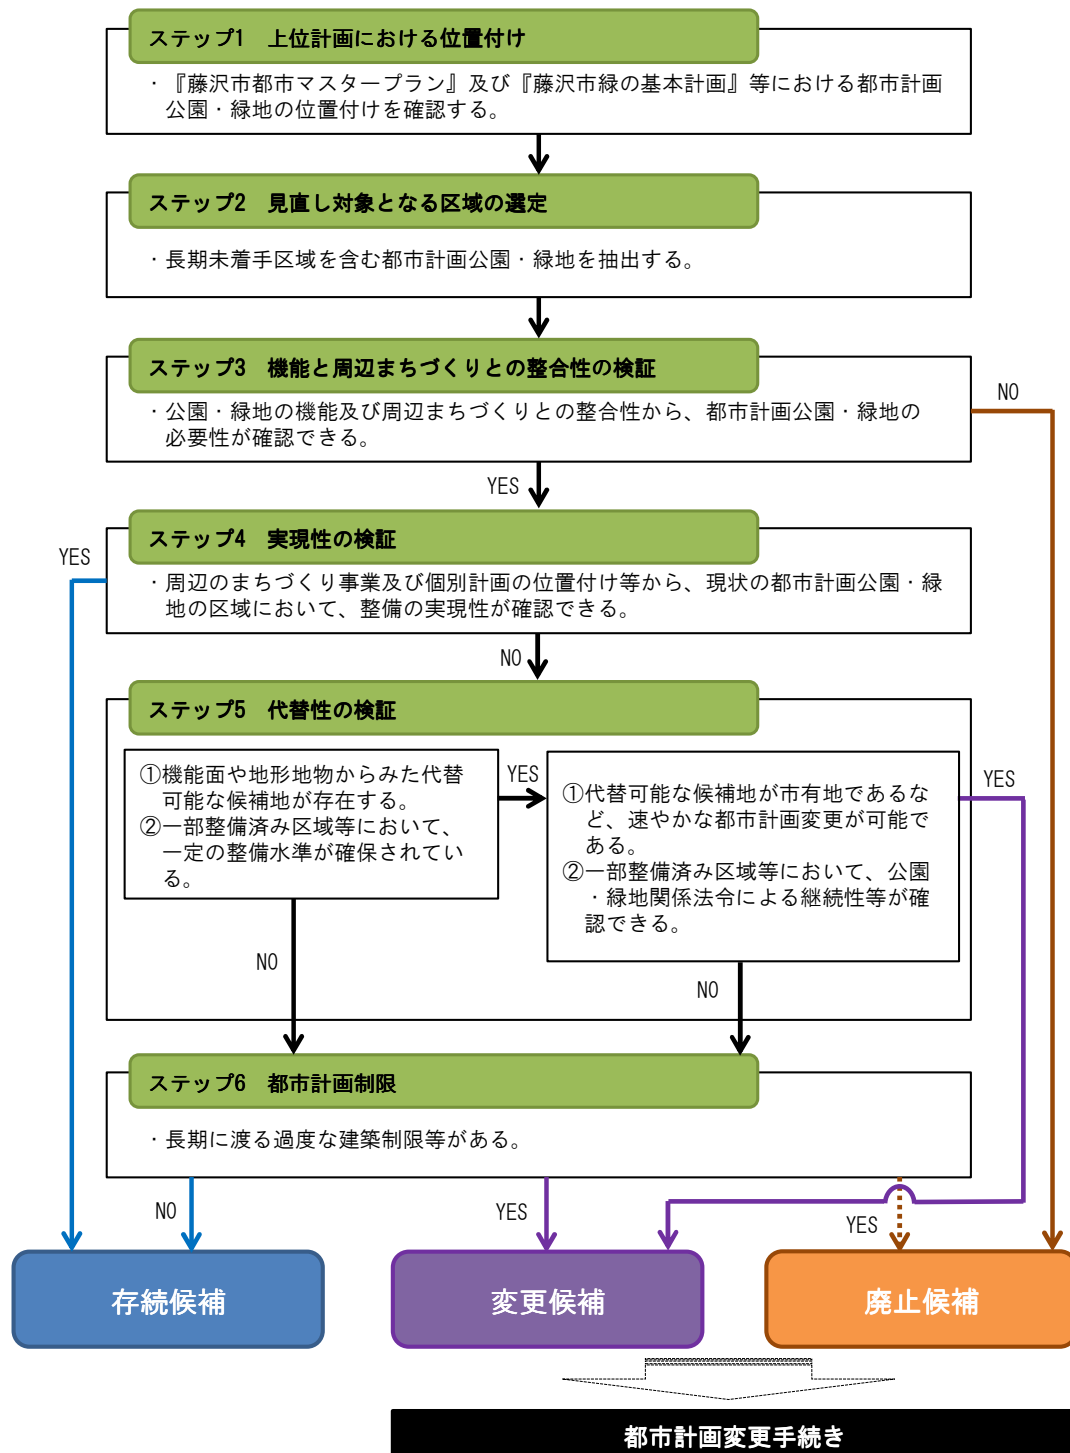 ステップ1　上位計画における位置付け
・『藤沢市都市マスタープラン』及び『藤沢市緑の基本計画』等における都市計画
公園・緑地の位置付けを確認する。
ステップ2　見直し対象となる区域の選定
・長期未着手区域を含む都市計画公園・緑地を抽出する。
ステップ3　機能と周辺まちづくりとの整合性の検証
・公園・緑地の機能及び周辺まちづくりとの整合性から、都市計画公園・緑地の
必要性が確認できる。
NO
YES
ステップ4　実現性の検証
YES
・周辺のまちづくり事業及び個別計画の位置付け等から、現状の都市計画公園・緑
地の区域において、整備の実現性が確認できる。
NO
ステップ5　代替性の検証
①機能面や地形地物からみた代替
可能な候補地が存在する。
②一部整備済み区域等において、
一定の整備水準が確保されてい
る。
YES
①代替可能な候補地が市有地であるな
ど、速やかな都市計画変更が可能で
ある。
②一部整備済み区域等において、公園
・緑地関係法令による継続性等が確
認できる。
YES
NO
NO
ステップ6　都市計画制限
・長期に渡る過度な建築制限等がある。
NO
YES
YES
存続候補
変更候補
廃止候補
都市計画変更手続き